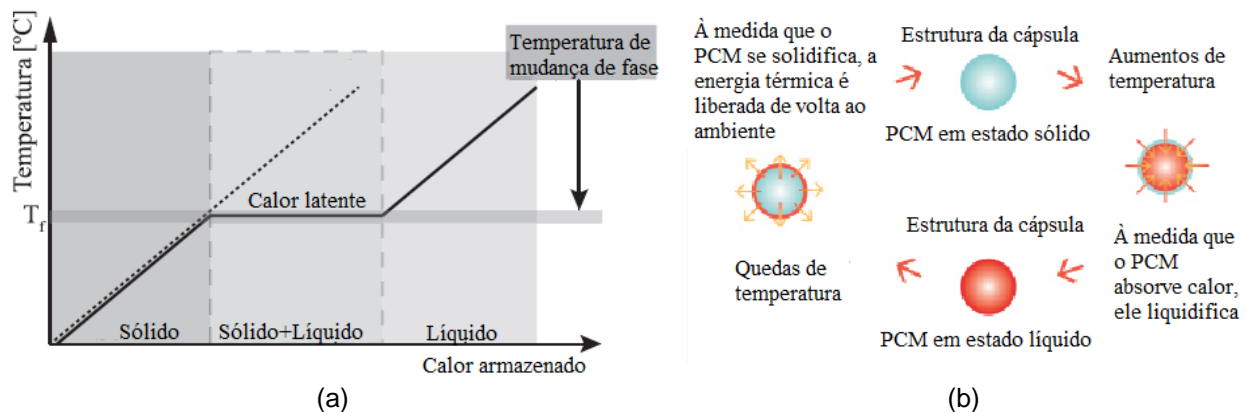 Temperatura [ºC]
Temperatura de
mudança de fase
Calor latente
T_f
Sólido
Sólido+Líquido
Líquido
Calor armazenado
(a)
À medida que o
PCM se solidifica, a
energia térmica é
liberada de volta ao
ambiente
Estrutura da cápsula
PCM em estado sólido
Aumentos de
temperatura
Estrutura da cápsula
PCM em estado líquido
À medida que
o PCM
absorve calor,
ele liquidifica
Quedas de
temperatura
(b)